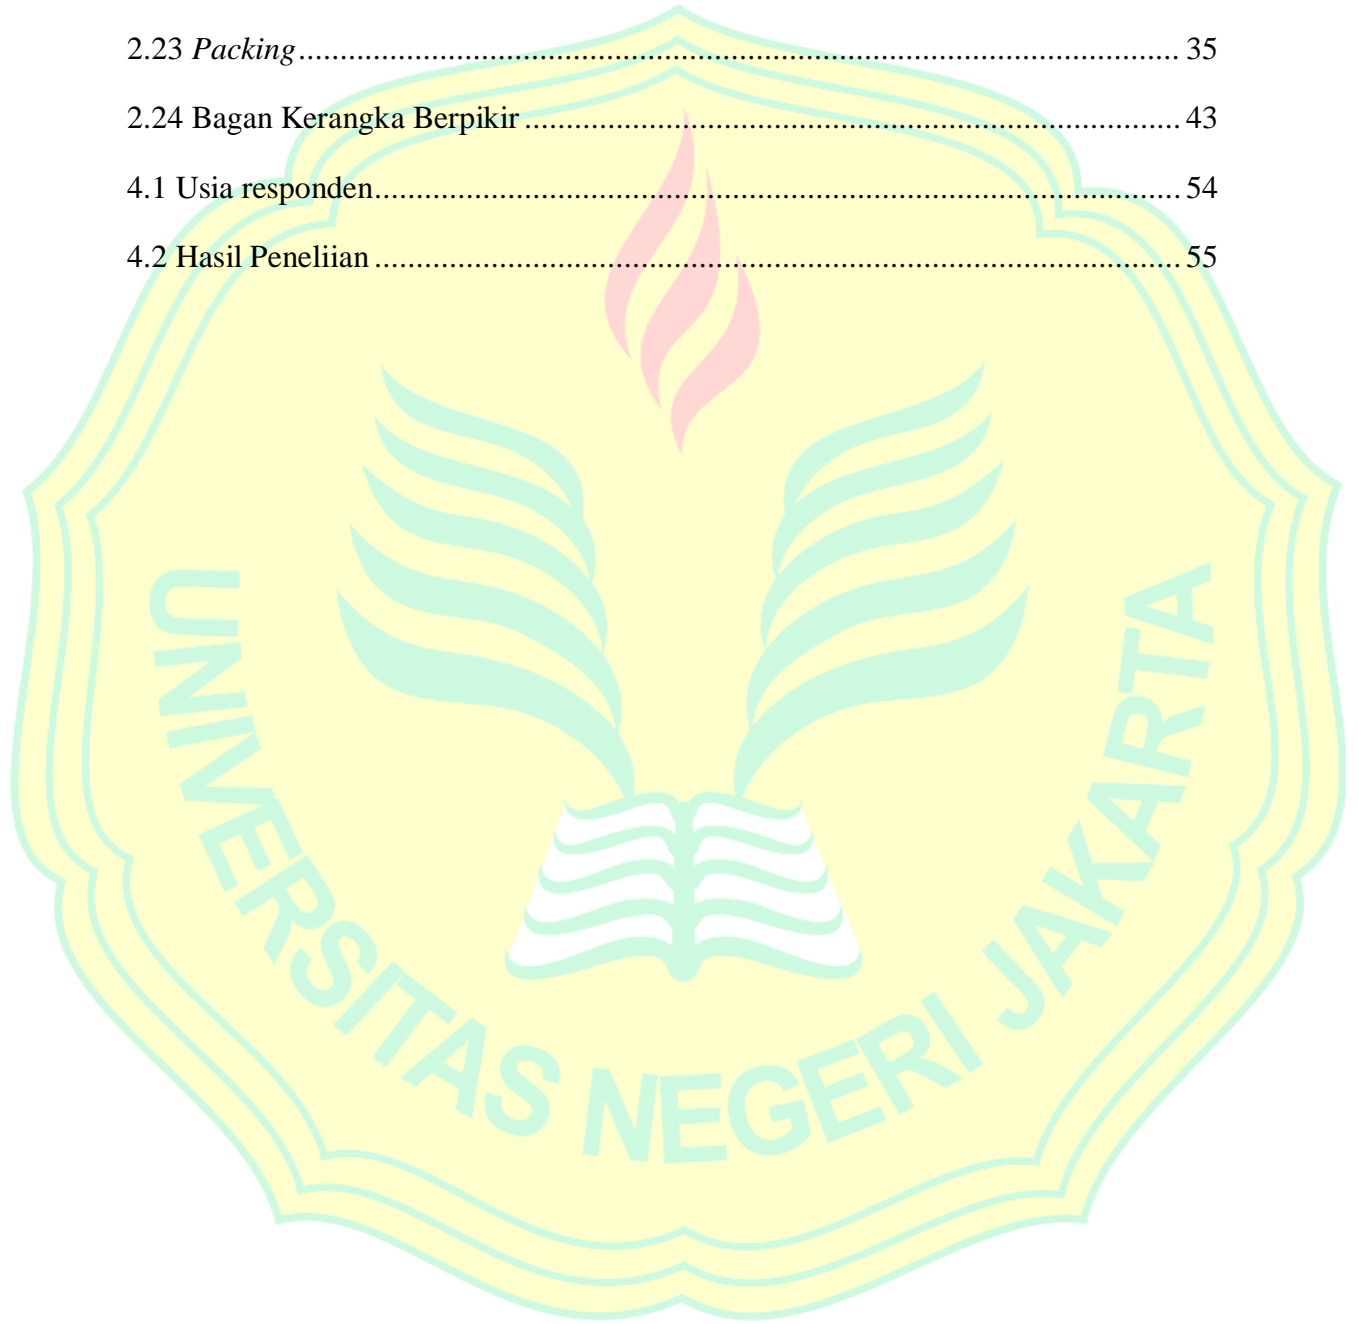 2.23 Packing........................................................................................................... 35
2.24 Bagan Kerangka Berpikir ............................................................................... 43
4.1 Usia responden.................................................................................................. 54
4.2 Hasil Peneliian .................................................................................................. 55
UNIVERSITAS NEGERI JAKARTA